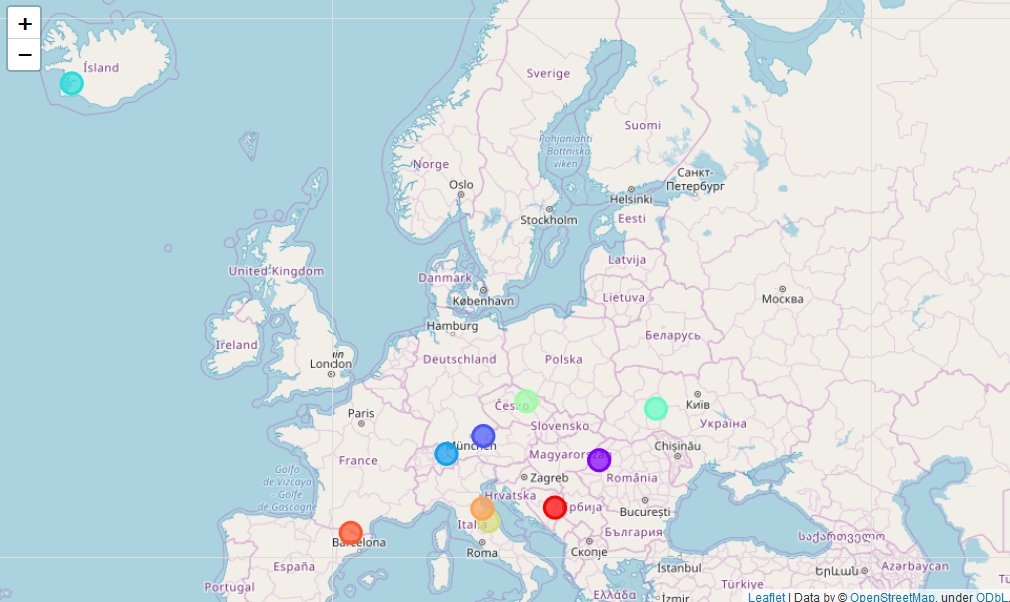 +
−
Ísland
Sverige
Suomi
Pohjanlahti
Bottniska
viken
Norge
Oslo
Санкт-
Петербург
Helsinki
Stockholm
Eesti
Latvija
United Kingdom
Danmark
København
Lietuva
Москва
Hamburg
Беларусь
Ireland
London
Deutschland
Polska
Paris
Česko
Київ
Україна
Slovensko
München
Magyarország
Chișinău
France
Golfo
de Vizcaya
- Golfe
de Gascogne
Zagreb
România
Hrvatska
București
Србија
Italia
България
Barcelona
Roma
Скопје
საქართველო
España
İstanbul
Երևան
Azərbaycan
Portugal
Türkiye
Ελλάς
İzmir
Leaflet | Data by © OpenStreetMap, under ODbL.